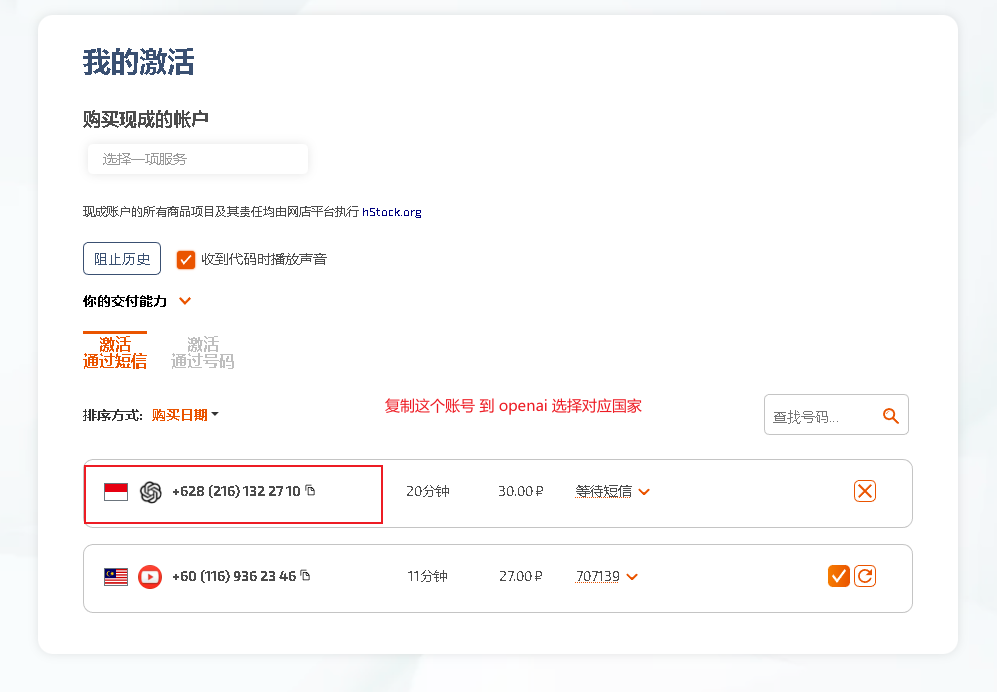 我的激活
购买现成的帐户
选择一项服务
现成账户的所有商品项目及其责任均由网店平台执行 hStock.org
阻止历史
收到代码时播放声音
你的交付能力
激活
通过短信
激活
通过号码
排序方式: 购买日期
复制这个账号 到 openai 选择对应国家
查找号码...
+628 (216) 132 27 10 20分钟 30.00 ₽ 等待短信
+60 (116) 936 23 46 11分钟 27.00 ₽ 707139